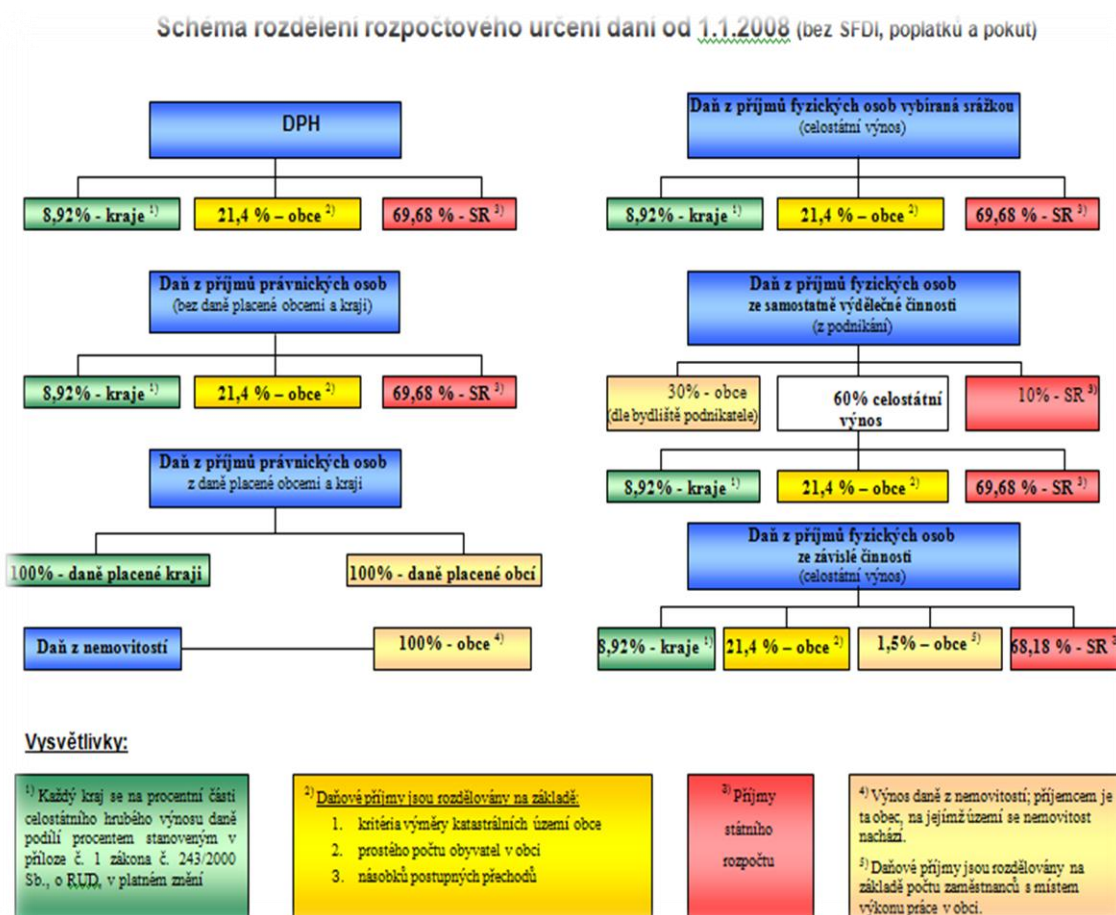 Schéma rozdělení rozpočtového určení daní od 1.1.2008 (bez SFDI, poplatků a pokut)
DPH
8,92% - kraje 1)
21,4 % – obce 2)
69,68 % - SR 3)
Daň z příjmů právnických osob
(bez daně placené obcemi a kraji)
8,92% - kraje 1)
21,4 % – obce 2)
69,68 % - SR 3)
Daň z příjmů právnických osob
z daně placené obcemi a kraji
100% - daně placené kraji
100% - daně placené obcí
Daň z nemovitostí
100% - obce 4)
Daň z příjmů fyzických osob vybíraná srážkou
(celostátní výnos)
8,92% - kraje 1)
21,4 % – obce 2)
69,68 % - SR 3)
Daň z příjmů fyzických osob
ze samostatně výdělečné činnosti
(z podnikání)
30% - obce
(dle bydliště podnikatele)
60% celostátní
výnos
10% - SR 3)
8,92% - kraje 1)
21,4 % – obce 2)
69,68 % - SR 3)
Daň z příjmů fyzických osob
ze závislé činnosti
(celostátní výnos)
8,92% - kraje 1)
21,4 % – obce 2)
1,5% – obce 5)
68,18 % - SR 3
Vysvětlivky:
1) Každý kraj se na procentní části
celostátního hrubého výnosu daně
podílí procentem stanoveným v
příloze č. 1 zákona č. 243/2000
Sb., o RUD, v platném znění
2) Daňové příjmy jsou rozdělovány na základě:
1. kritéria výměry katastrálních území obce
2. prostého počtu obyvatel v obci
3. násobků postupných přechodů
3) Příjmy
státního
rozpočtu
4) Výnos daně z nemovitostí; příjemcem je
ta obec, na jejímž území se nemovitost
nachází.
5) Daňové příjmy jsou rozdělovány na
základě počtu zaměstnanců s místem
výkonu práce v obci.